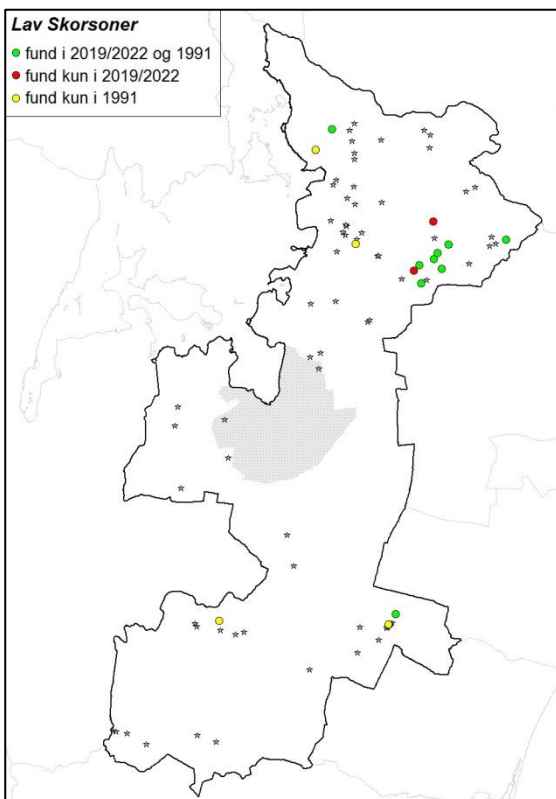 Lav Skorsoner
fund i 2019/2022 og 1991
fund kun i 2019/2022
fund kun i 1991